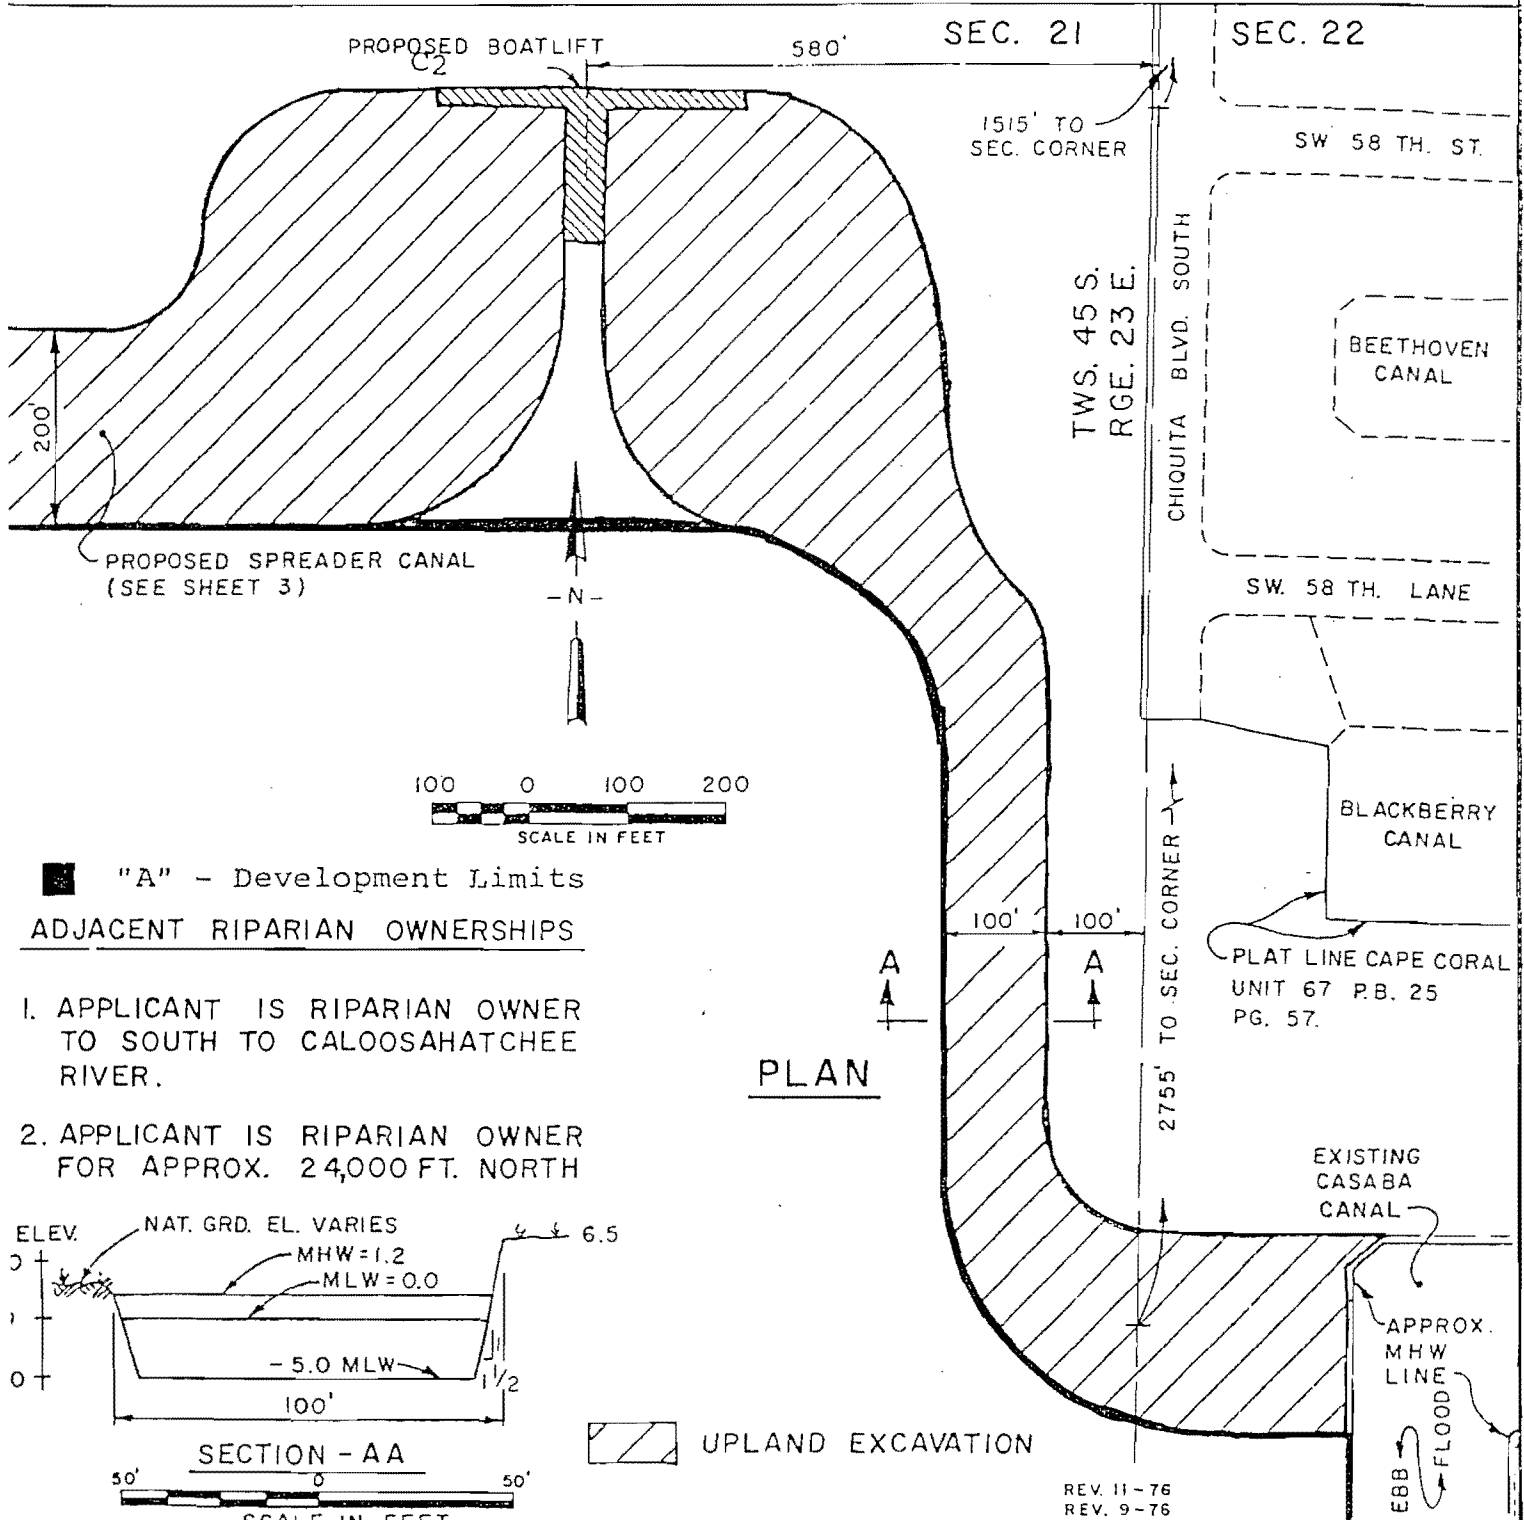 SEC. 21
SEC. 22
PROPOSED BOATLIFT
C2
580'
1515' TO
SEC. CORNER
SW 58 TH. ST.
TWS. 45 S.
RGE. 23 E.
CHIQUITA BLVD. SOUTH
BEETHOVEN
CANAL
200'
PROPOSED SPREADER CANAL
(SEE SHEET 3)
-N-
SW. 58 TH. LANE
100 0 100 200
SCALE IN FEET
BLACKBERRY
CANAL
"A" - Development Limits
ADJACENT RIPARIAN OWNERSHIPS
100'
100'
A
A
PLAT LINE CAPE CORAL
UNIT 67 P.B. 25
PG. 57.
1. APPLICANT IS RIPARIAN OWNER
TO SOUTH TO CALOOSAHATCHEE
RIVER.
2755' TO SEC. CORNER
PLAN
2. APPLICANT IS RIPARIAN OWNER
FOR APPROX. 24,000 FT. NORTH
EXISTING
CASABA
CANAL
ELEV.
NAT. GRD. EL. VARIES
MHW=1.2
MLW=0.0
6.5
-5.0 MLW
1 1/2
100'
SECTION - AA
50' 0 50'
SCALE IN FEET
UPLAND EXCAVATION
APPROX.
MHW
LINE
EBB
FLOOD
REV. 11-76
REV. 9-76